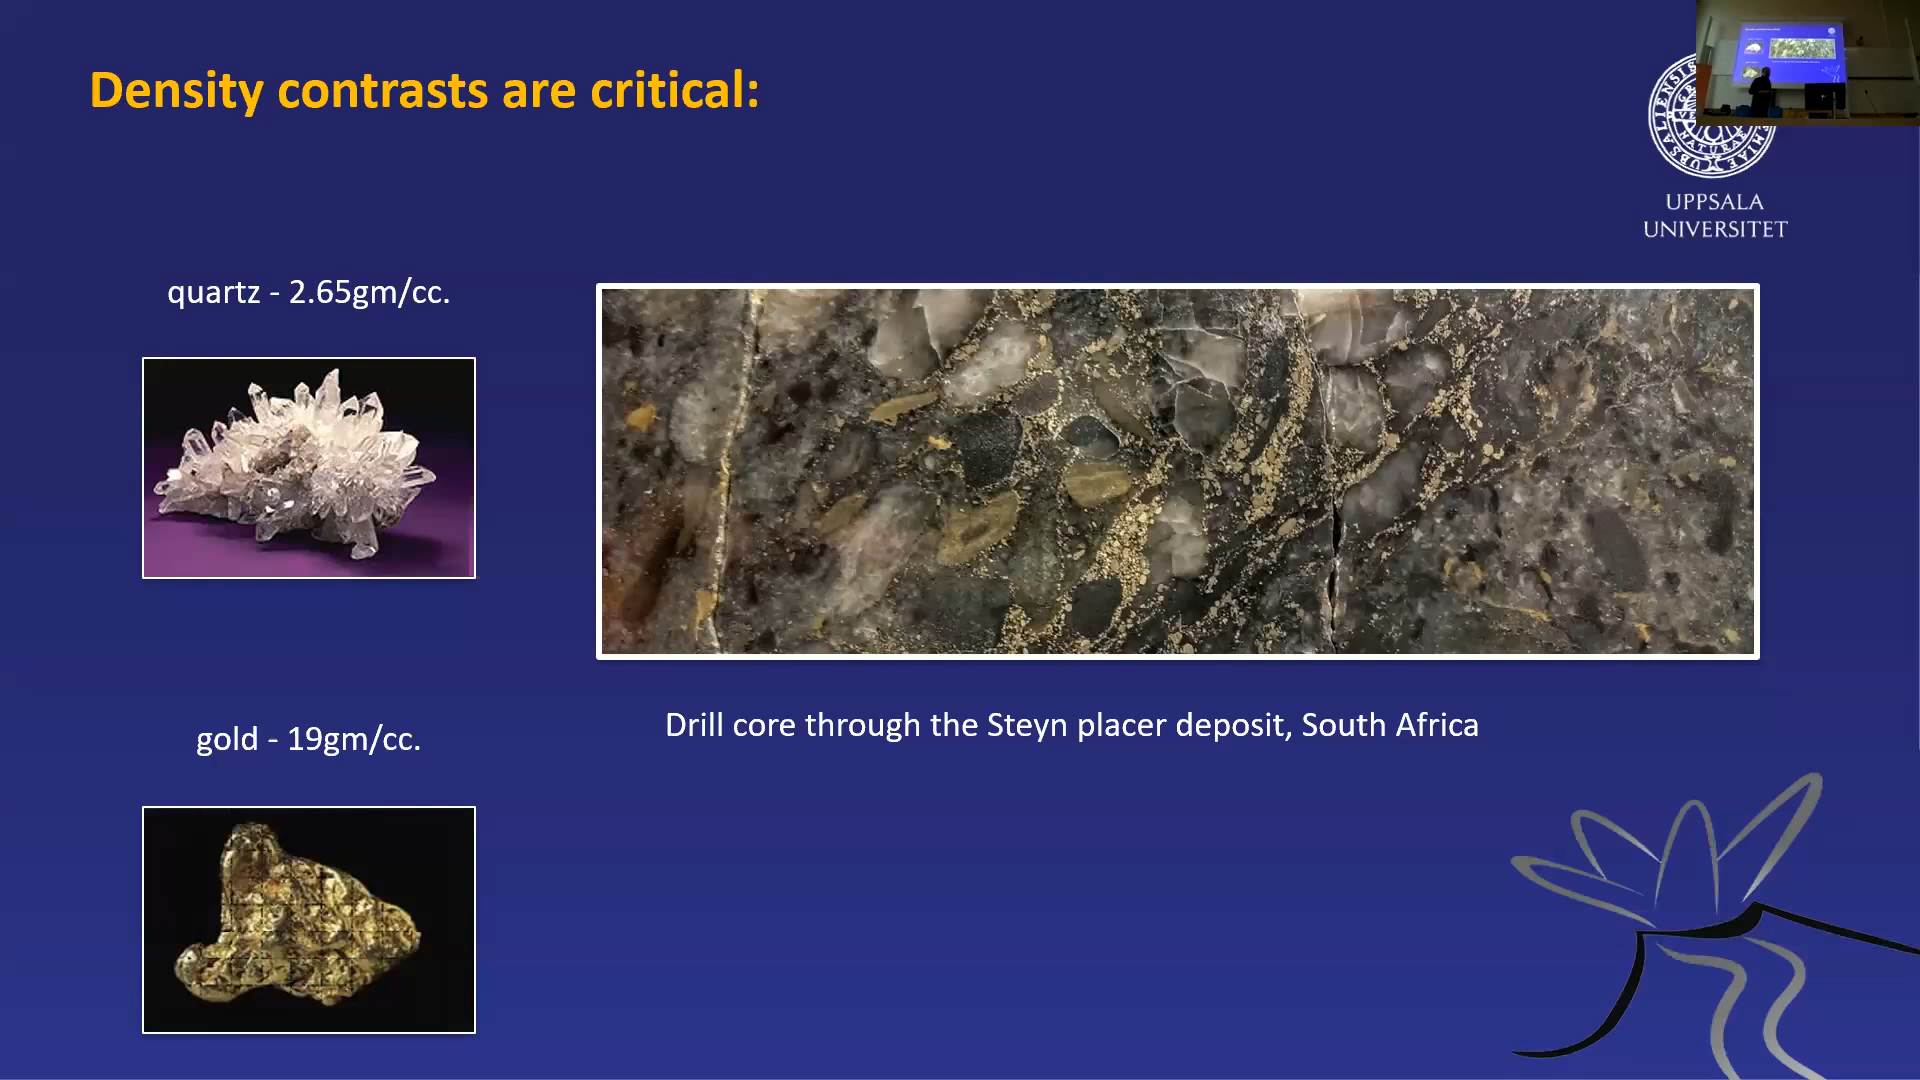 Density contrasts are critical:
UPPSALA
UNIVERSITET
quartz - 2.65gm/cc.
Drill core through the Steyn placer deposit, South Africa
gold - 19gm/cc.